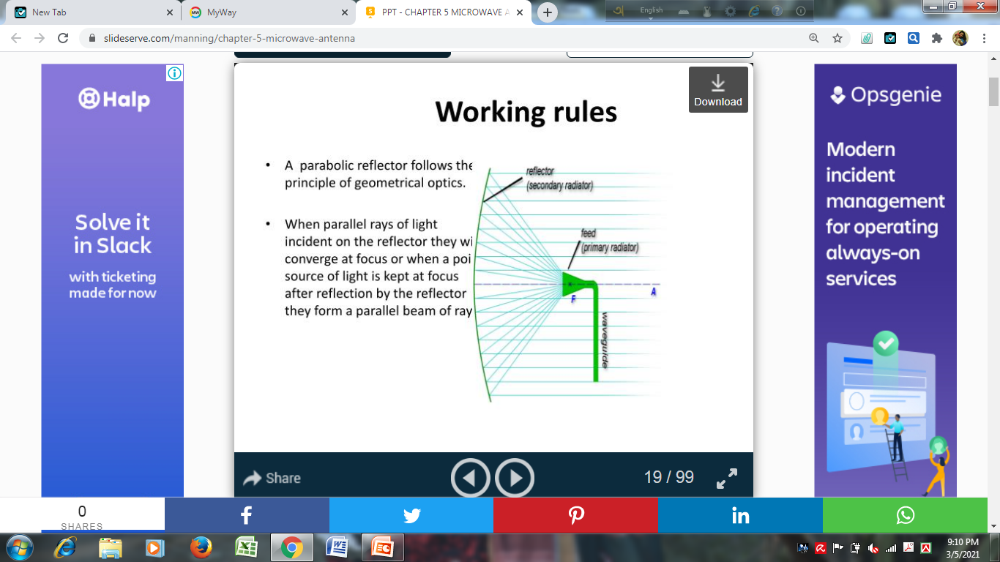 New Tab
MyWay
PPT - CHAPTER 5 MICROWAVE A
English
slideserve.com/manning/chapter-5-microwave-antenna
Halp
Solve it
in Slack
with ticketing
made for now
Download
Working rules
• A parabolic reflector follows the
principle of geometrical optics.
• When parallel rays of light
incident on the reflector they wi
converge at focus or when a poi
source of light is kept at focus
after reflection by the reflector
they form a parallel beam of ray
reflector
(secondary radiator)
feed
(primary radiator)
F
A
waveguide
Share
19 / 99
Opsgenie
Modern
incident
management
for operating
always-on
services
0
SHARES
9:10 PM
3/5/2021